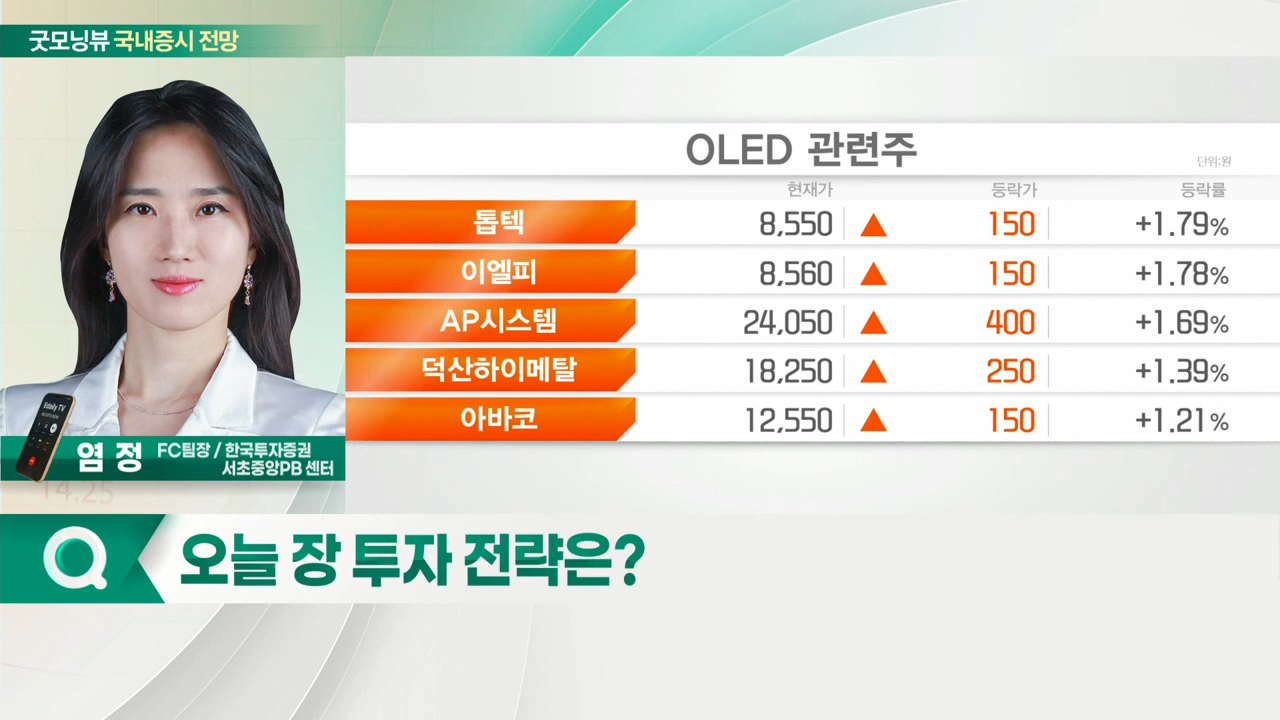 굿모닝뷰 국내증시 전망
OLED 관련주
단위:원
현재가 등락가 등락률
톱텍 8,550 ▲ 150 +1.79%
이엘피 8,560 ▲ 150 +1.78%
AP시스템 24,050 ▲ 400 +1.69%
덕산하이메탈 18,250 ▲ 250 +1.39%
아바코 12,550 ▲ 150 +1.21%
Edaily TV
염 정 FC팀장 / 한국투자증권
서초중앙PB 센터
14.25
Q 오늘 장 투자 전략은?